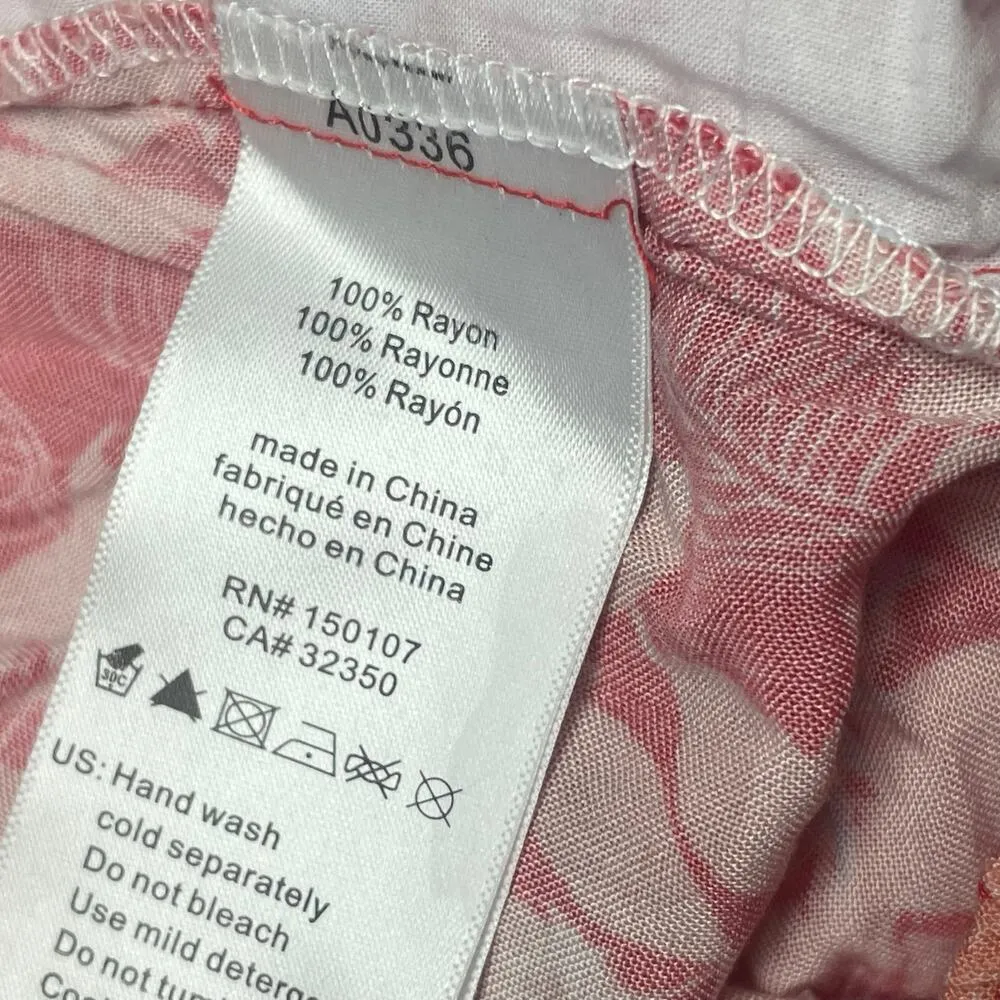 A0336
100% Rayon
100% Rayonne
100% Rayón
made in China
fabriqué en Chine
hecho en China
RN# 150107
CA# 32350
US: Hand wash
cold separately
Do not bleach
Use mild
Do not